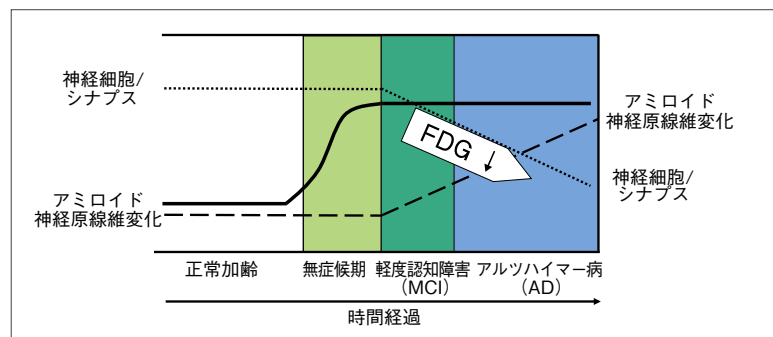 神経細胞/
シナプス
アミロイド
神経原線維変化
FDG ↓
アミロイド
神経原線維変化
神経細胞/
シナプス
正常加齢
無症候期
軽度認知障害
(MCI)
アルツハイマー病
(AD)
時間経過